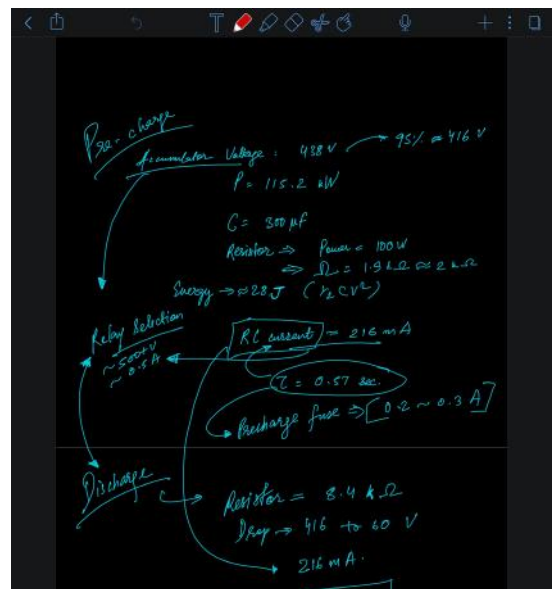 Pre-charge
Accumulator Voltage : 438 V → 95% ≈ 416 V
P = 115.2 kW
C = 300 µf
Resistor ⇒ Power = 100 W
⇔ Ω = 1.9 kΩ ≈ 2 kΩ
Energy → ≈ 28 J (½ CV²)
Relay Selection
~ 500+ V
~ 0.5 A
RC current = 216 mA
τ = 0.57 sec.
Precharge fuse ⇒ [0.2 ~ 0.3 A]
Discharge
Resistor = 8.4 kΩ
Drop → 416 to 60 V
216 mA.